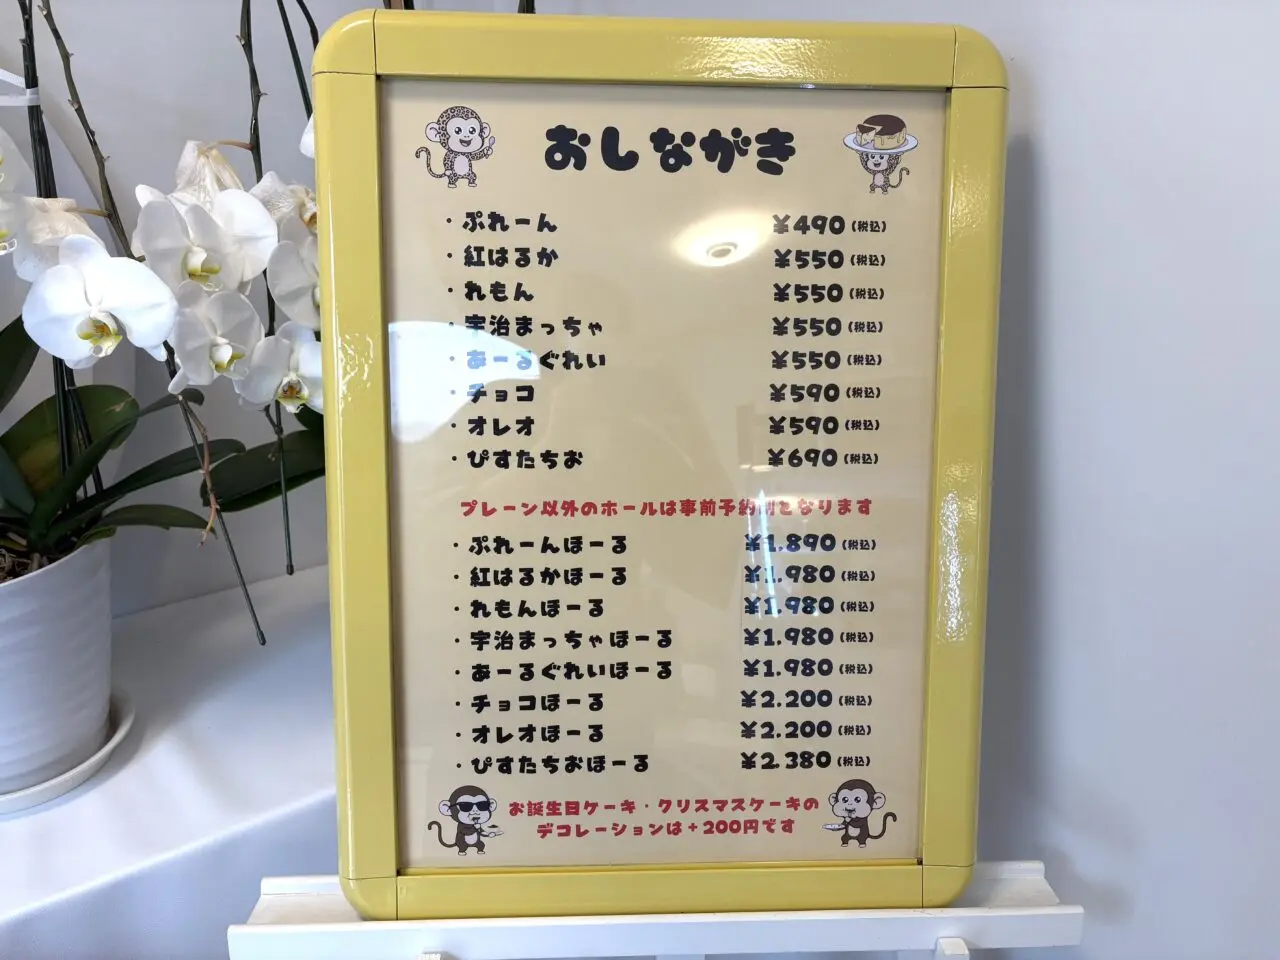 おしながき
・ぷれーん ¥490(税込)
・紅はるか ¥550(税込)
・れもん ¥550(税込)
・宇治まっちゃ ¥550(税込)
・あーるぐれい ¥550(税込)
・チョコ ¥590(税込)
・オレオ ¥590(税込)
・ぴすたちお ¥690(税込)
プレーン以外のホールは事前予約制となります
・ぷれーんほーる ¥1.890(税込)
・紅はるかほーる ¥1.980(税込)
・れもんほーる ¥1.980(税込)
・宇治まっちゃほーる ¥1.980(税込)
・あーるぐれいほーる ¥1.980(税込)
・チョコほーる ¥2.200(税込)
・オレオほーる ¥2.200(税込)
・ぴすたちおほーる ¥2.380(税込)
お誕生日ケーキ・クリスマスケーキの
デコレーションは+200円です